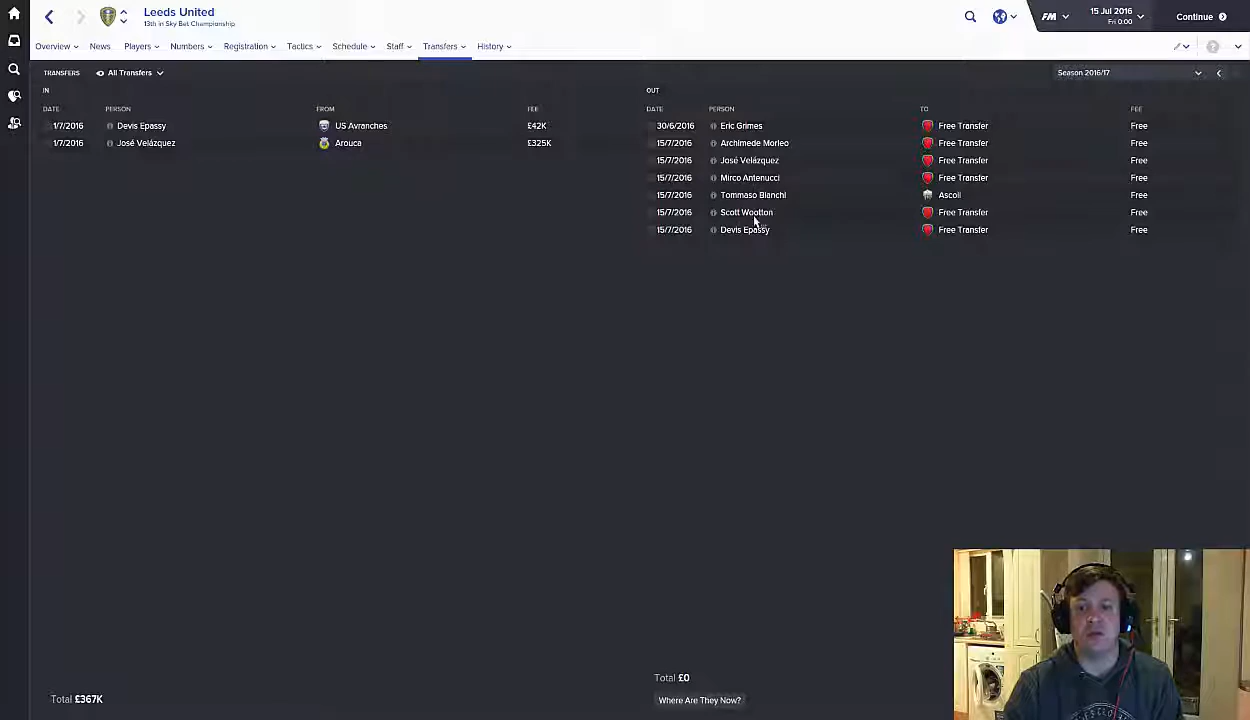 Leeds United
13th in Sky Bet Championship
FM
15 Jul 2016
Fri 0:00
Continue
Overview
News
Players
Numbers
Registration
Tactics
Schedule
Staff
Transfers
History
TRANSFERS
All Transfers
Season 2016/17
IN
DATE PERSON FROM FEE
1/7/2016 Devis Epassy US Avranches £42K
1/7/2016 José Velázquez Arouca £325K
Total £367K
OUT
DATE PERSON TO FEE
30/6/2016 Eric Grimes Free Transfer Free
15/7/2016 Archimede Morleo Free Transfer Free
15/7/2016 José Velázquez Free Transfer Free
15/7/2016 Mirco Antenucci Free Transfer Free
15/7/2016 Tommaso Bianchi Ascoli Free
15/7/2016 Scott Wootton Free Transfer Free
15/7/2016 Devis Epassy Free Transfer Free
Total £0
Where Are They Now?